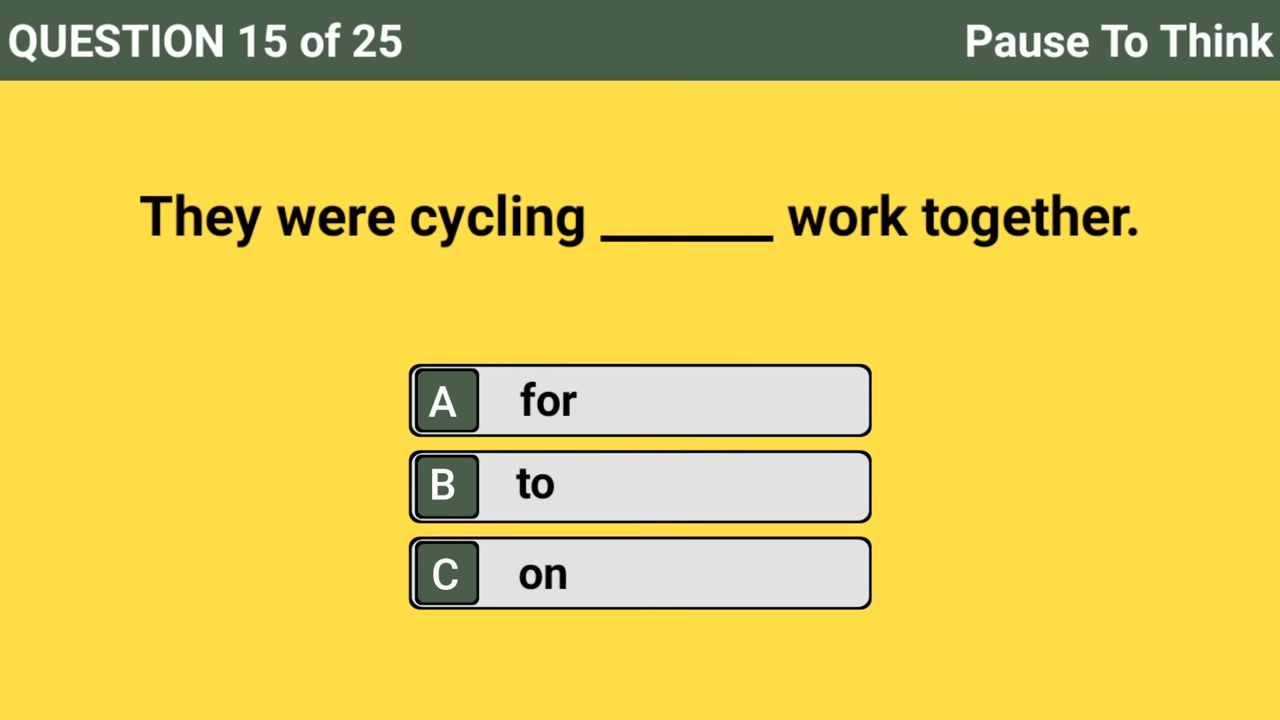 QUESTION 15 of 25
Pause To Think
They were cycling ______ work together.
A for
B to
C on